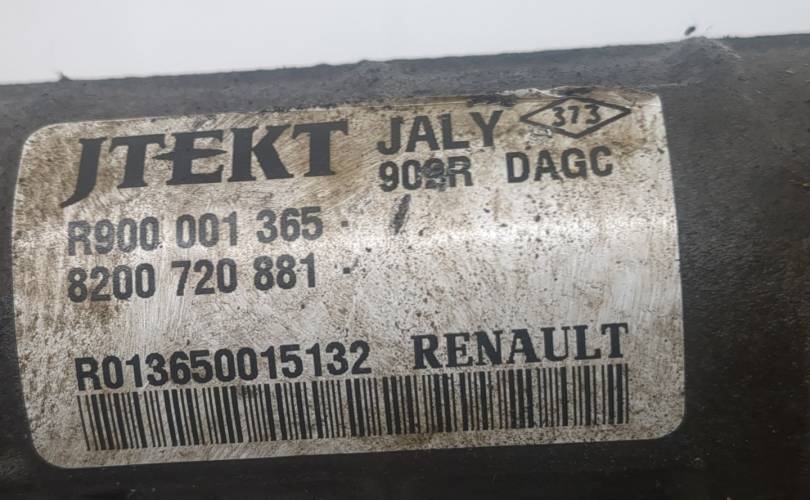 JTEKT JALY 373
DAGC
R900 001 365
8200 720 881
R013650015132 RENAULT